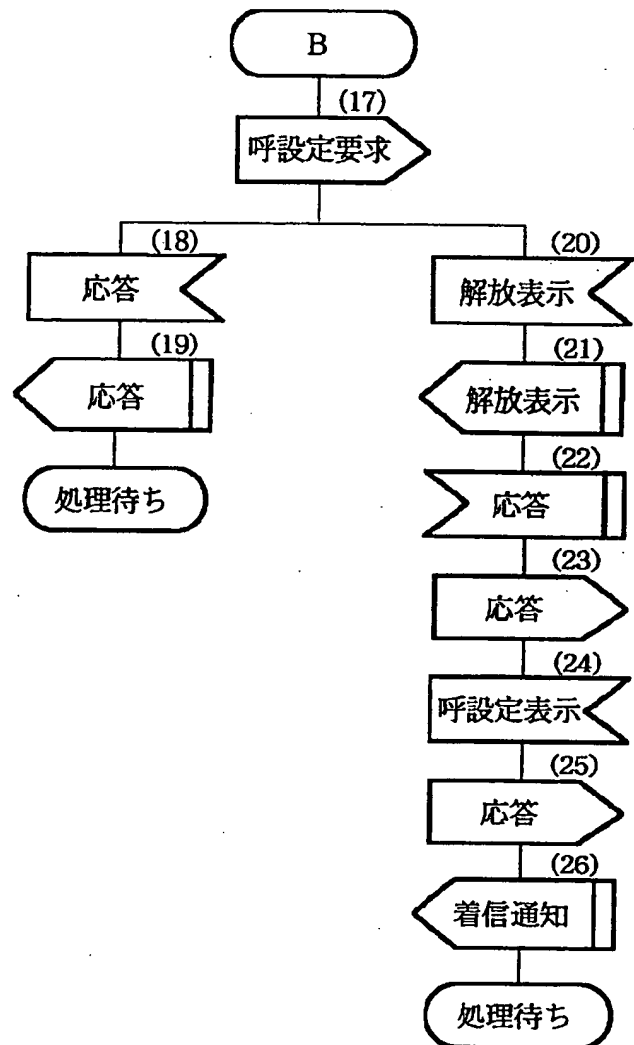 B
(17)
呼設定要求
(18)
応答
(19)
応答
処理待ち
(20)
解放表示
(21)
解放表示
(22)
応答
(23)
応答
(24)
呼設定表示
(25)
応答
(26)
着信通知
処理待ち